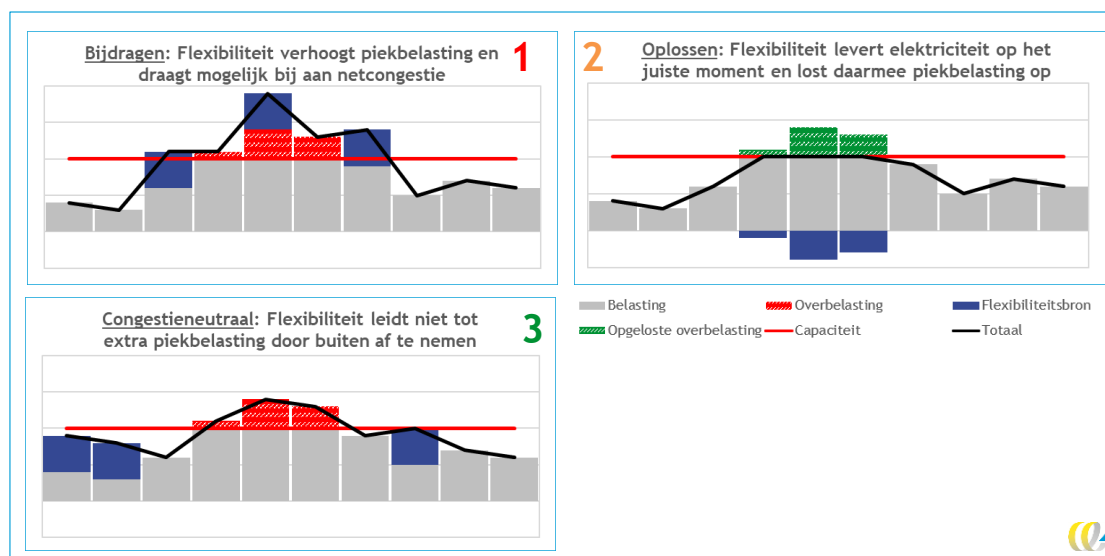 Bijdragen: Flexibiliteit verhoogt piekbelasting en
draagt mogelijk bij aan netcongestie
1
2
Oplossen: Flexibiliteit levert elektriciteit op het
juiste moment en lost daarmee piekbelasting op
Congestieneutraal: Flexibiliteit leidt niet tot
extra piekbelasting door buiten af te nemen
3
Belasting
Overbelasting
Flexibiliteitsbron
Opgeloste overbelasting
Capaciteit
Totaal